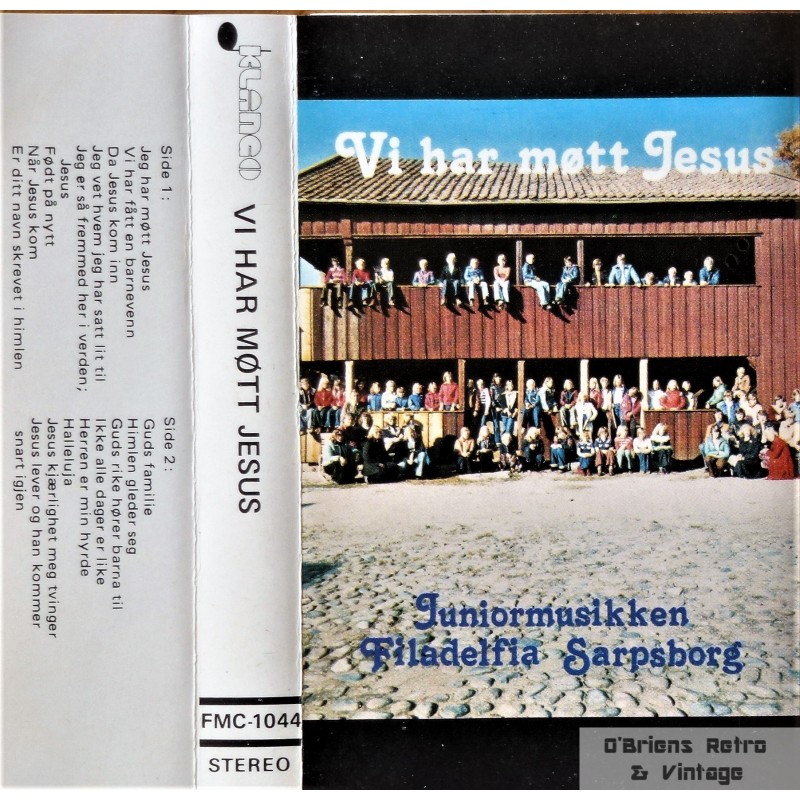 Side 1:
Jeg har møtt Jesus
Vi har fått en barnevenn
Da Jesus kom inn
Jeg vet hvem jeg har satt lit til
Jeg er så fremmed her i verden;
Jesus
Født på nytt
Når Jesus kom
Er ditt navn skrevet i himlen
Side 2:
Guds familie
Himlen gleder seg
Guds rike hører barna til
Ikke alle dager er like
Herren er min hyrde
Halleluja
Jesus kjærlighet meg tvinger
Jesus lever og han kommer
snart igjen
KLANGO
VI HAR MØTT JESUS
FMC-1044
STEREO
Vi har møtt Jesus
Juniormusikken
Filadelfia Sarpsborg
O'Briens Retro
& Vintage